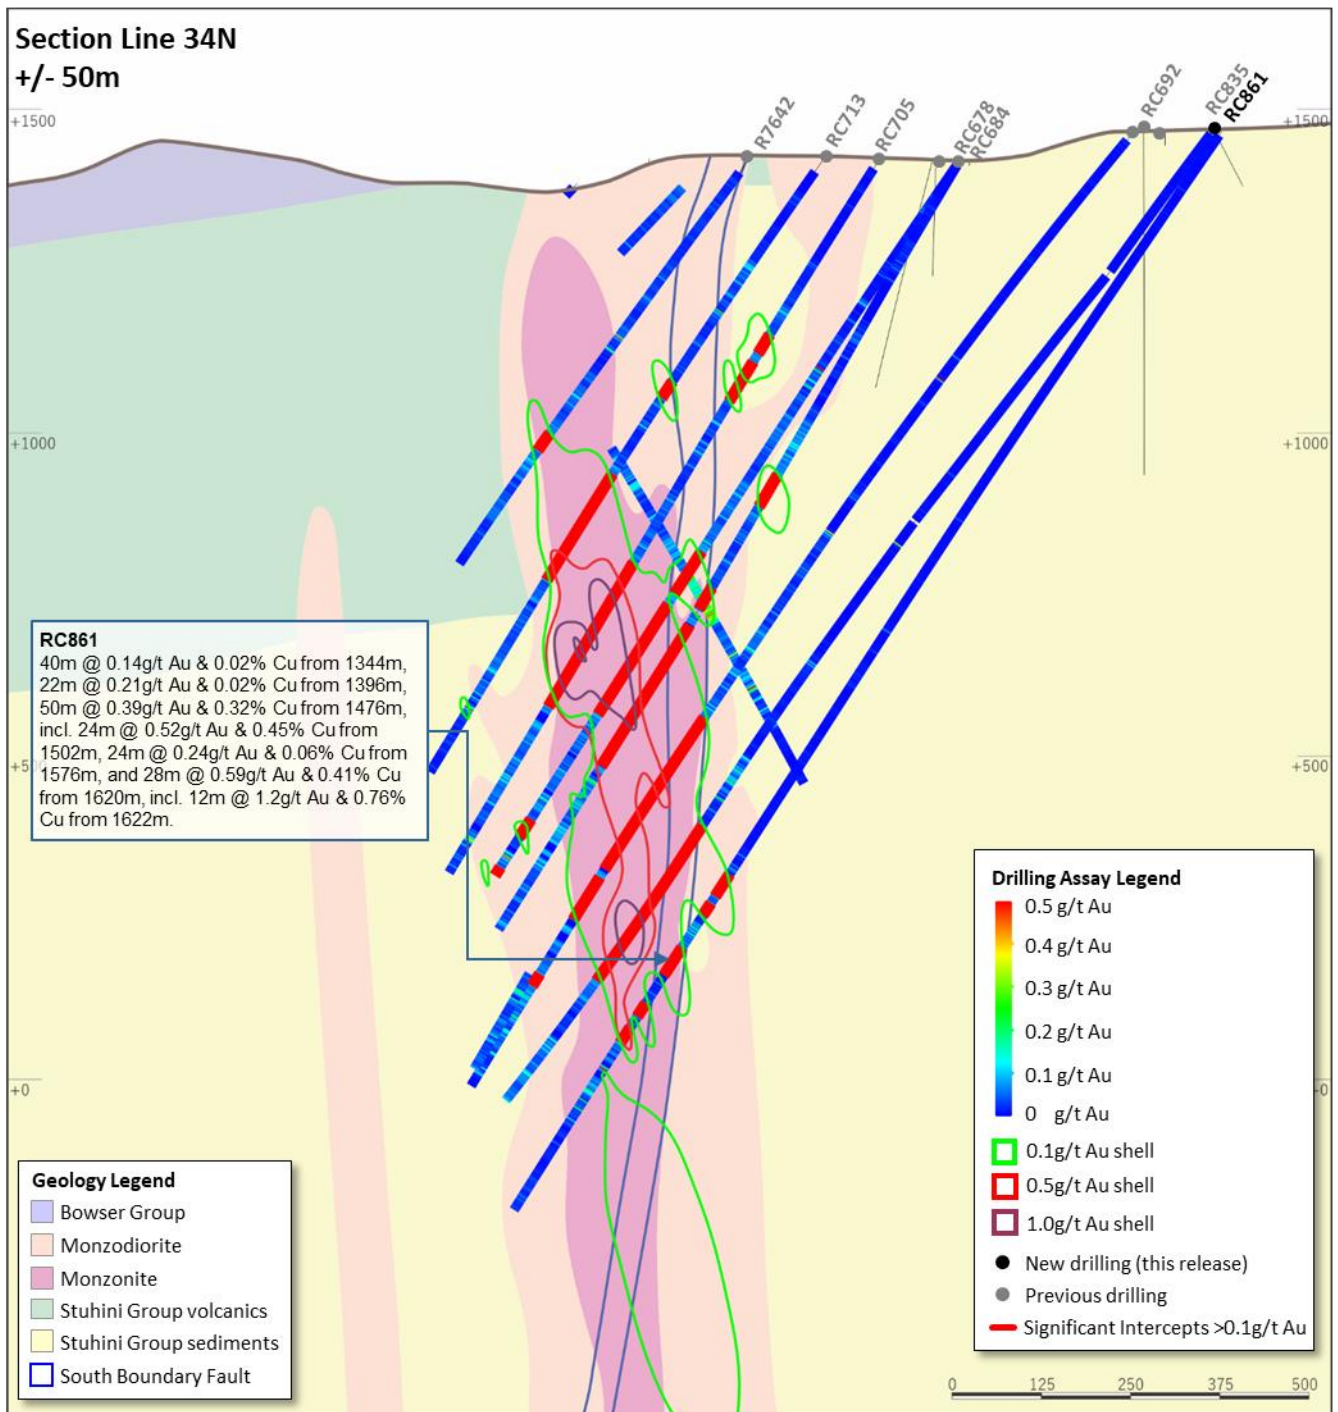 Section Line 34N
+/- 50m
R7642
RC713
RC705
RC678
RC684
RC692
RC835
RC861
+1500
+1500
+1000
+1000
+500
+0
RC861
40m @ 0.14g/t Au & 0.02% Cu from 1344m,
22m @ 0.21g/t Au & 0.02% Cu from 1396m,
50m @ 0.39g/t Au & 0.32% Cu from 1476m,
incl. 24m @ 0.52g/t Au & 0.45% Cu from
1502m, 24m @ 0.24g/t Au & 0.06% Cu from
1576m, and 28m @ 0.59g/t Au & 0.41% Cu
from 1620m, incl. 12m @ 1.2g/t Au & 0.76%
Cu from 1622m.
Geology Legend
Bowser Group
Monzodiorite
Monzonite
Stuhini Group volcanics
Stuhini Group sediments
South Boundary Fault
Drilling Assay Legend
0.5 g/t Au
0.4 g/t Au
0.3 g/t Au
0.2 g/t Au
0.1 g/t Au
0 g/t Au
0.1g/t Au shell
0.5g/t Au shell
1.0g/t Au shell
New drilling (this release)
Previous drilling
Significant Intercepts >0.1g/t Au
0 125 250 375 500